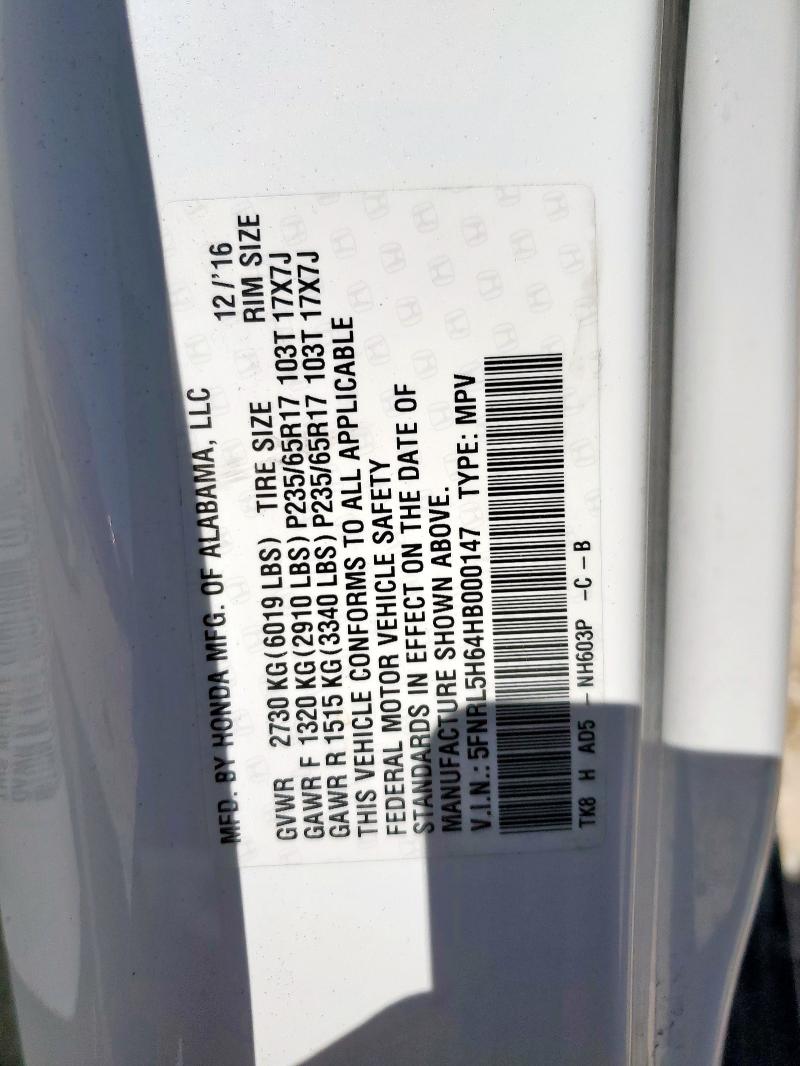 MFD. BY HONDA MFG. OF ALABAMA, LLC 12/'16
GVWR 2730 KG(6019 LBS) TIRE SIZE RIM SIZE
GAWR F 1320 KG(2910 LBS) P235/65R17 103T 17X7J
GAWR R 1515 KG(3340 LBS) P235/65R17 103T 17X7J
THIS VEHICLE CONFORMS TO ALL APPLICABLE
FEDERAL MOTOR VEHICLE SAFETY
STANDARDS IN EFFECT ON THE DATE OF
MANUFACTURE SHOWN ABOVE.
V.I.N.: 5FNRL5H64HB000147 TYPE: MPV
TK8 H AD5 - NH603P -C -B